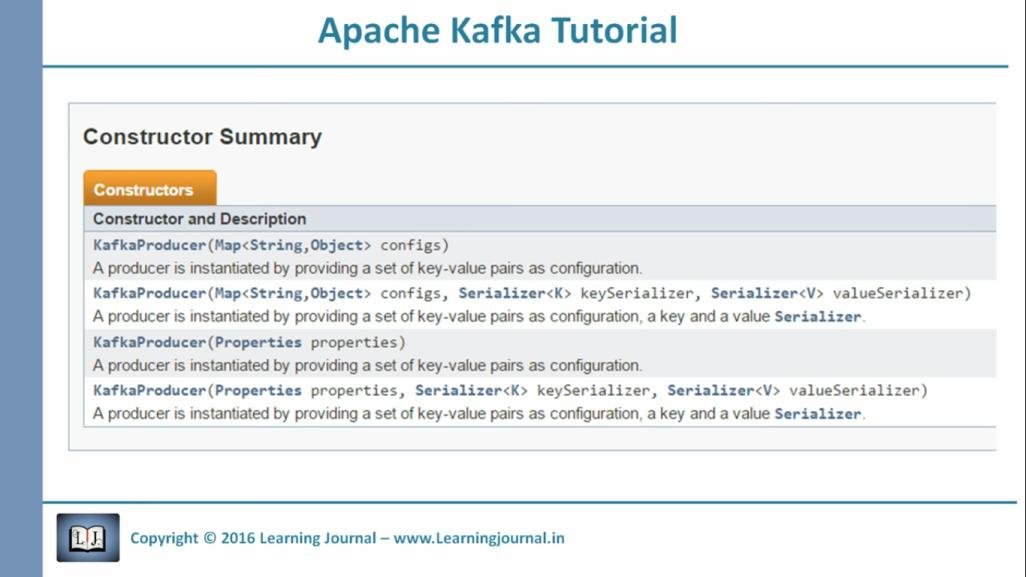 Apache Kafka Tutorial
Constructor Summary
Constructors
Constructor and Description
KafkaProducer(Map<String,Object> configs)
A producer is instantiated by providing a set of key-value pairs as configuration.
KafkaProducer(Map<String,Object> configs, Serializer<K> keySerializer, Serializer<V> valueSerializer)
A producer is instantiated by providing a set of key-value pairs as configuration, a key and a value Serializer.
KafkaProducer(Properties properties)
A producer is instantiated by providing a set of key-value pairs as configuration.
KafkaProducer(Properties properties, Serializer<K> keySerializer, Serializer<V> valueSerializer)
A producer is instantiated by providing a set of key-value pairs as configuration, a key and a value Serializer.
LJ
Copyright © 2016 Learning Journal – www.Learningjournal.in